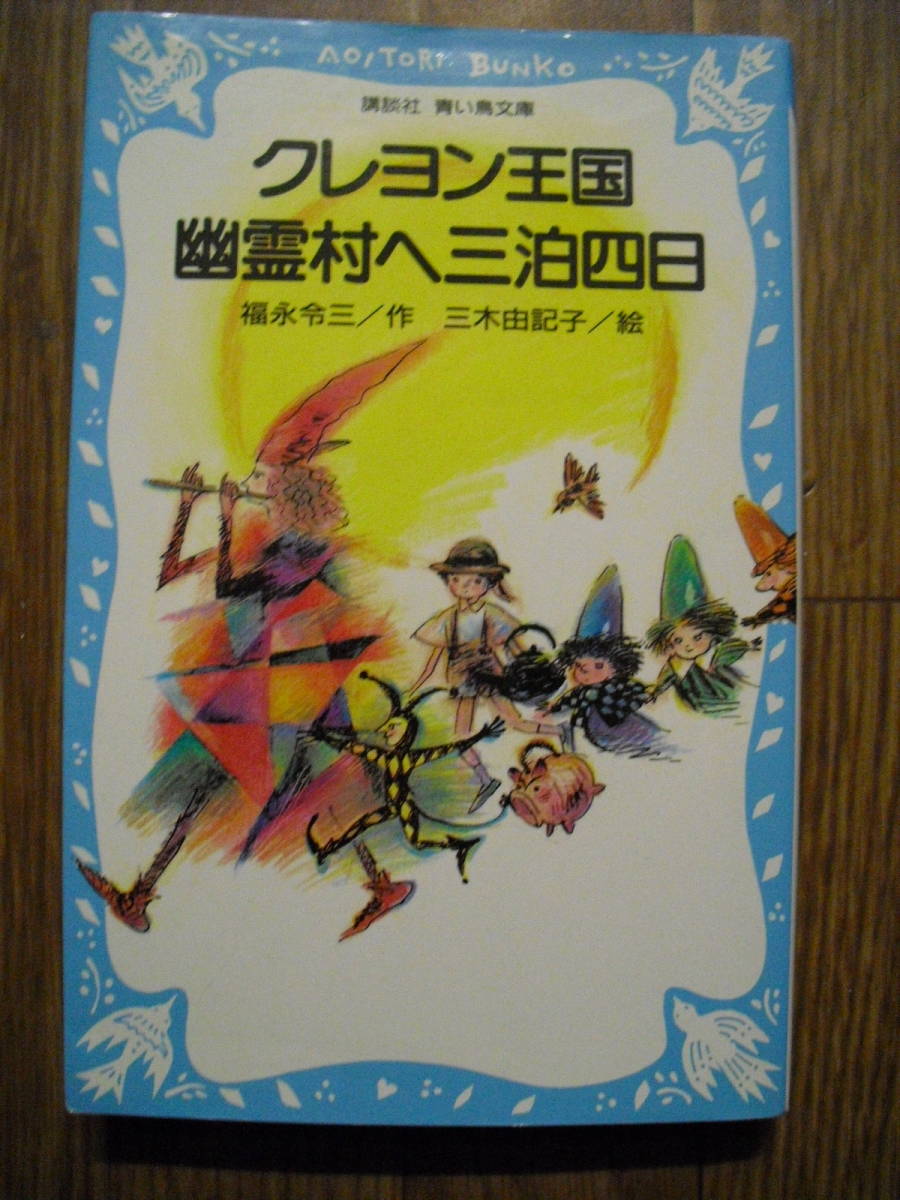 AOITORI BUNKO
講談社 青い鳥文庫
クレヨン王国
幽霊村へ三泊四日
福永令三/作 三木由記子/絵